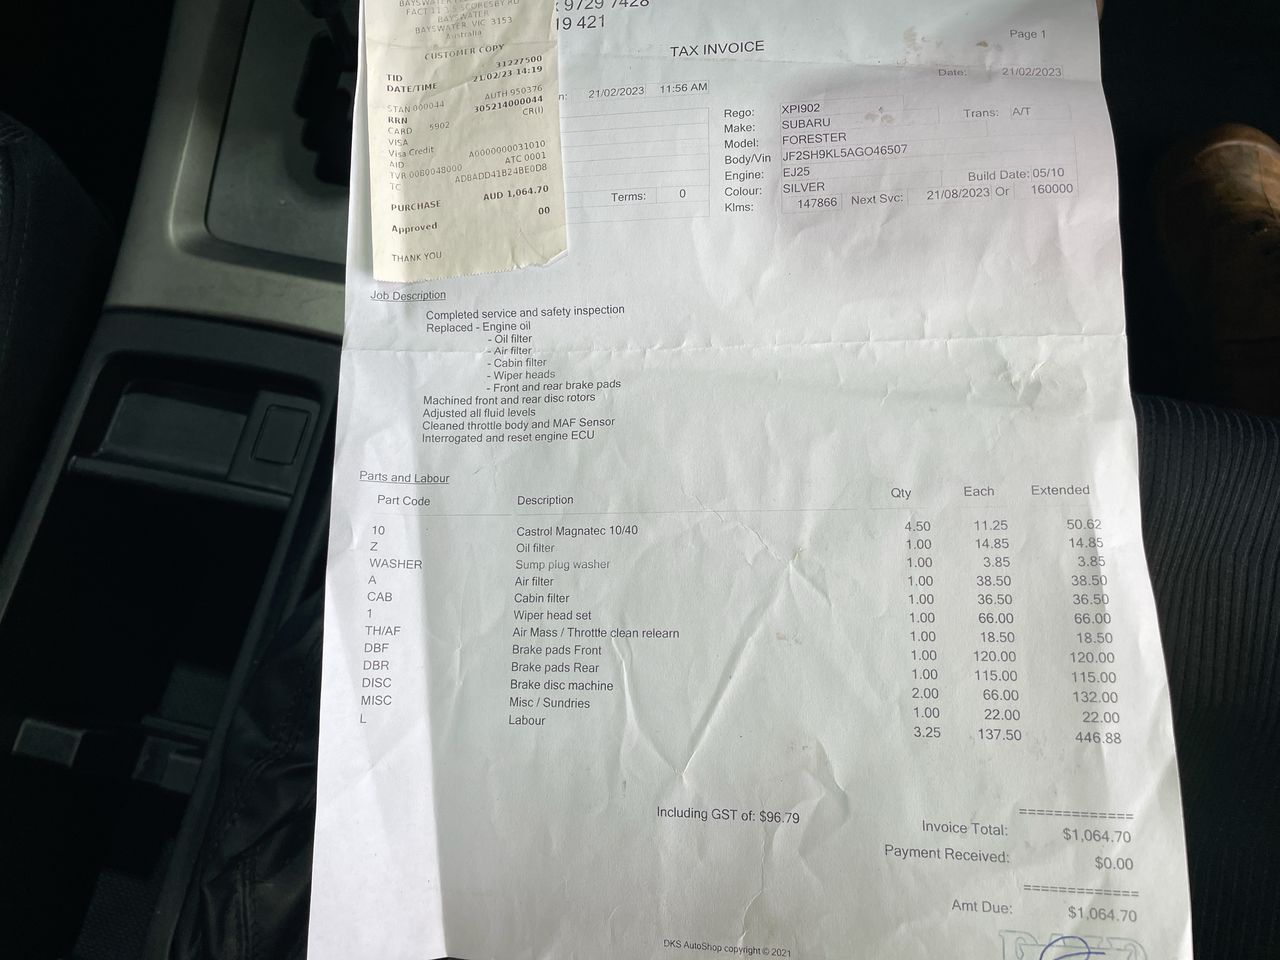 FACT 11 3-5 SCORESBY RD
BAYSWATER
BAYSWATER VIC 3153
Australia
CUSTOMER COPY
TID 31227500
DATE/TIME 21/02/23 14:19
STAN 000044 AUTH 950376
RRN 305214000044
CARD 5902 CR(I)
VISA
Visa Credit
AID A0000000031010
TVR 0080048000 ATC 0001
TC ADBADD41B24BE0D8
PURCHASE AUD 1,064.70
Approved 00
THANK YOU
9729 7428
19 421
TAX INVOICE
Page 1
Date: 21/02/2023
21/02/2023 11:56 AM
Terms: 0
Rego: XPI902 Trans: A/T
Make: SUBARU
Model: FORESTER
Body/Vin JF2SH9KL5AGO46507
Engine: EJ25 Build Date: 05/10
Colour: SILVER
Klms: 147866 Next Svc: 21/08/2023 Or 160000
Job Description
Completed service and safety inspection
Replaced - Engine oil
- Oil filter
- Air filter
- Cabin filter
- Wiper heads
- Front and rear brake pads
Machined front and rear disc rotors
Adjusted all fluid levels
Cleaned throttle body and MAF Sensor
Interrogated and reset engine ECU
Parts and Labour
Part Code Description Qty Each Extended
10 Castrol Magnatec 10/40 4.50 11.25 50.62
Z Oil filter 1.00 14.85 14.85
WASHER Sump plug washer 1.00 3.85 3.85
A Air filter 1.00 38.50 38.50
CAB Cabin filter 1.00 36.50 36.50
1 Wiper head set 1.00 66.00 66.00
TH/AF Air Mass / Throttle clean relearn 1.00 18.50 18.50
DBF Brake pads Front 1.00 120.00 120.00
DBR Brake pads Rear 1.00 115.00 115.00
DISC Brake disc machine 2.00 66.00 132.00
MISC Misc / Sundries 1.00 22.00 22.00
L Labour 3.25 137.50 446.88
Including GST of: $96.79
=============
Invoice Total: $1,064.70
Payment Received: $0.00
=============
Amt Due: $1,064.70
DKS AutoShop copyright © 2021